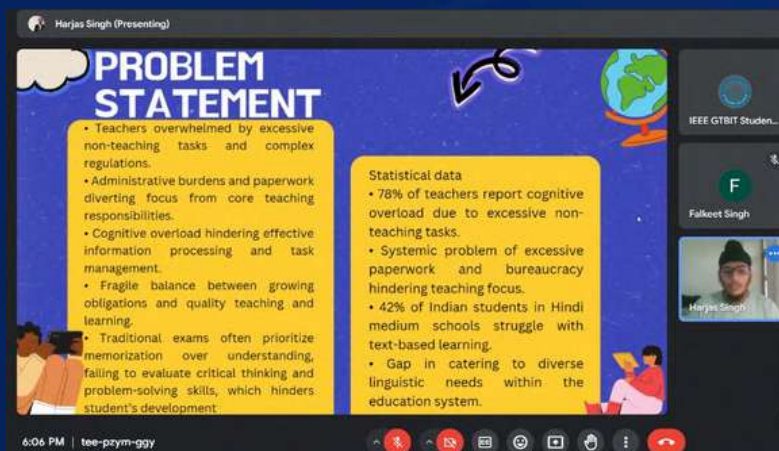 Harjas Singh (Presenting)
PROBLEM
STATEMENT
• Teachers overwhelmed by excessive
non-teaching tasks and complex
regulations.
• Administrative burdens and paperwork
diverting focus from core teaching
responsibilities.
• Cognitive overload hindering effective
information processing and task
management.
• Fragile balance between growing
obligations and quality teaching and
learning.
• Traditional exams often prioritize
memorization over understanding,
failing to evaluate critical thinking and
problem-solving skills, which hinders
student's development
Statistical data
• 78% of teachers report cognitive
overload due to excessive non-
teaching tasks.
• Systemic problem of excessive
paperwork and bureaucracy
hindering teaching focus.
• 42% of Indian students in Hindi
medium schools struggle with
text-based learning.
• Gap in catering to diverse
linguistic needs within the
education system.
IEEE GTBIT Studen...
F
Falkeet Singh
Harjas Singh
6:06 PM | tee-pzym-ggy